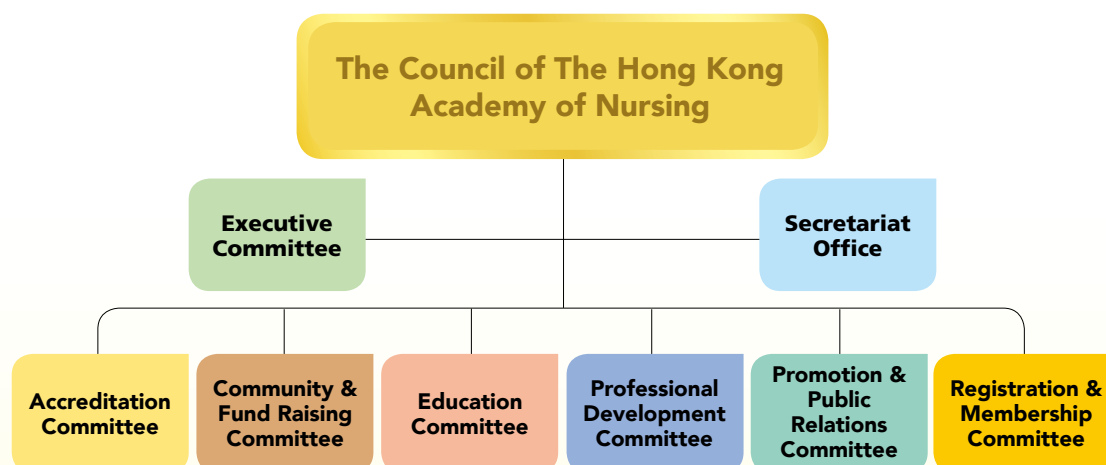 The Council of The Hong Kong
Academy of Nursing
Executive
Committee
Secretariat
Office
Accreditation
Committee
Community &
Fund Raising
Committee
Education
Committee
Professional
Development
Committee
Promotion &
Public
Relations
Committee
Registration &
Membership
Committee